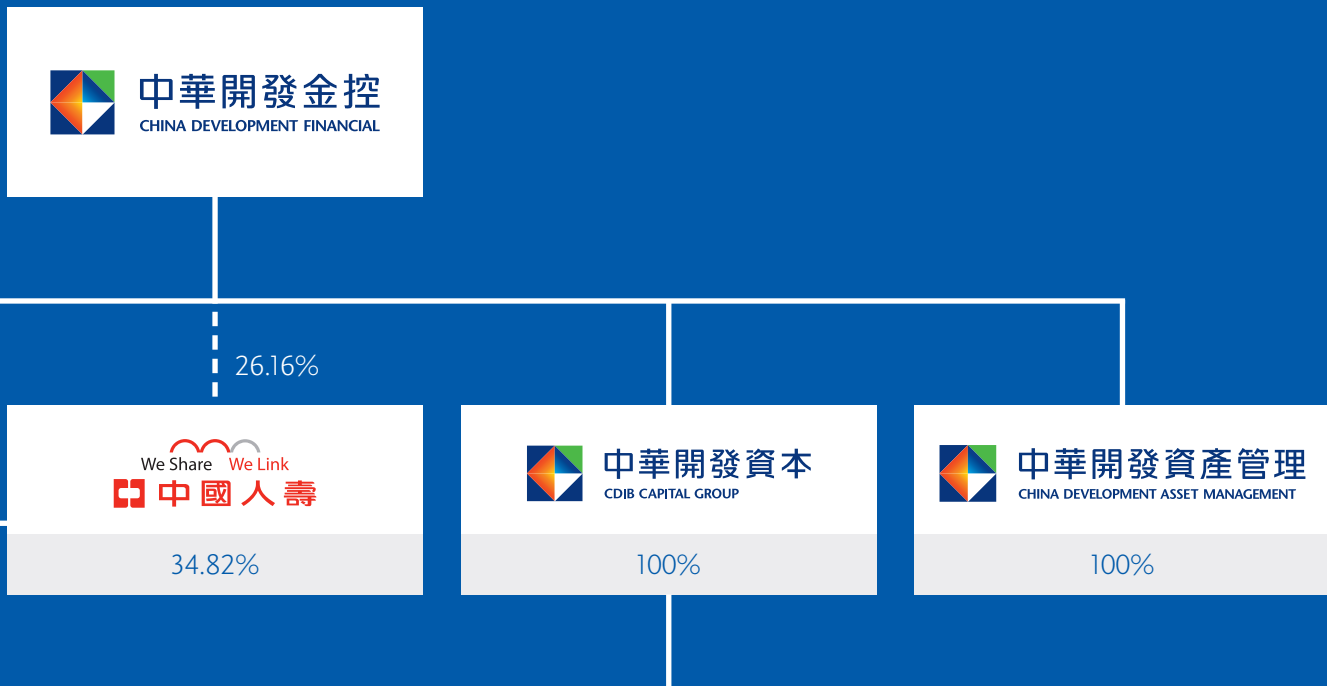 中華開發金控
CHINA DEVELOPMENT FINANCIAL
26.16%
We Share We Link
中國人壽
34.82%
中華開發資本
CDIB CAPITAL GROUP
100%
中華開發資產管理
CHINA DEVELOPMENT ASSET MANAGEMENT
100%